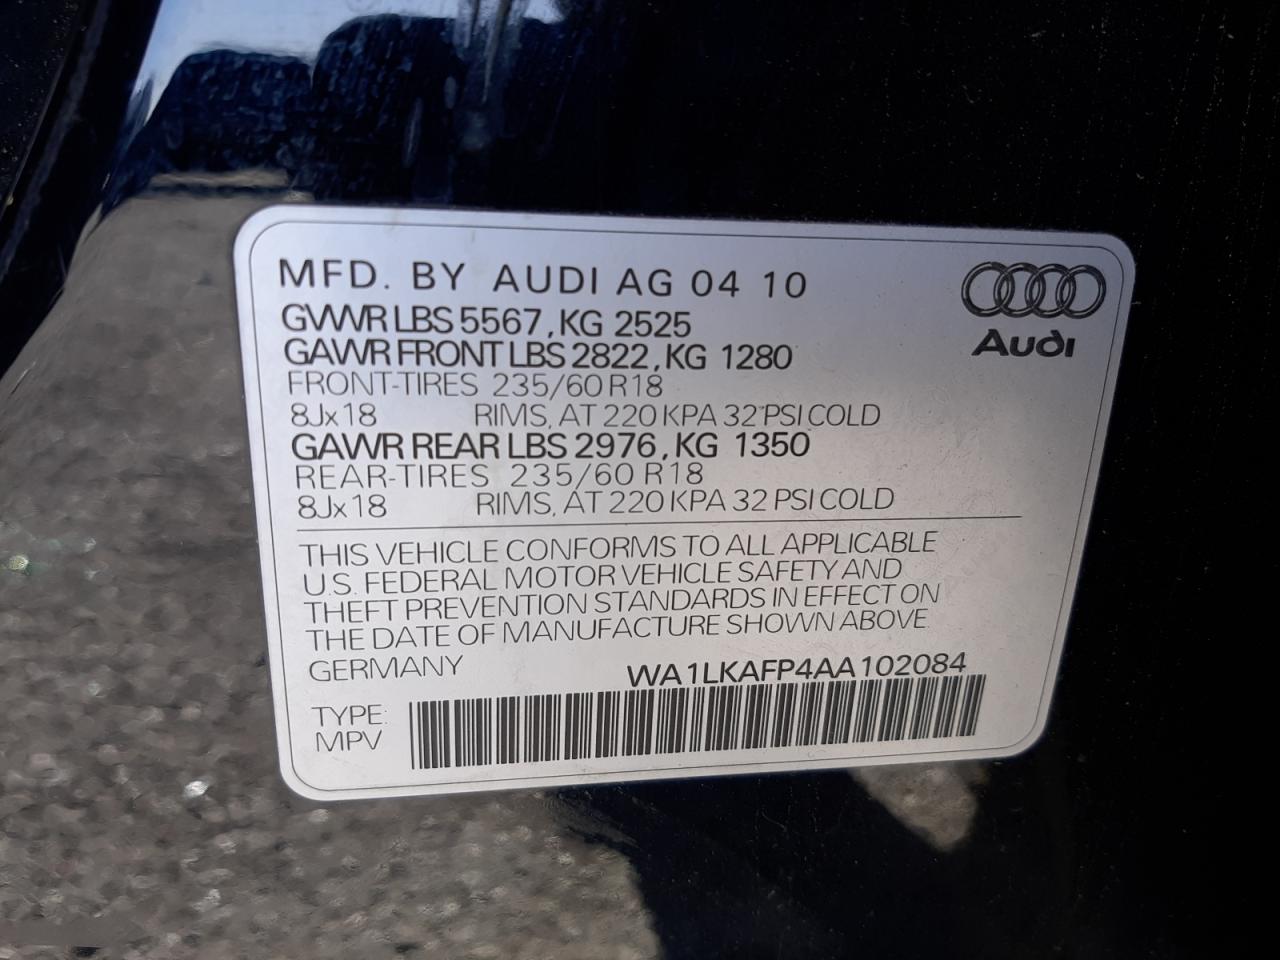 MFD. BY AUDI AG 04 10
GVWR LBS 5567, KG 2525
GAWR FRONT LBS 2822, KG 1280
FRONT-TIRES 235/60 R18
8Jx18 RIMS, AT 220 KPA 32 PSI COLD
GAWR REAR LBS 2976, KG 1350
REAR-TIRES 235/60 R18
8Jx18 RIMS, AT 220 KPA 32 PSI COLD
Audi
THIS VEHICLE CONFORMS TO ALL APPLICABLE
U.S. FEDERAL MOTOR VEHICLE SAFETY AND
THEFT PREVENTION STANDARDS IN EFFECT ON
THE DATE OF MANUFACTURE SHOWN ABOVE
GERMANY WA1LKAFP4AA102084
TYPE:
MPV